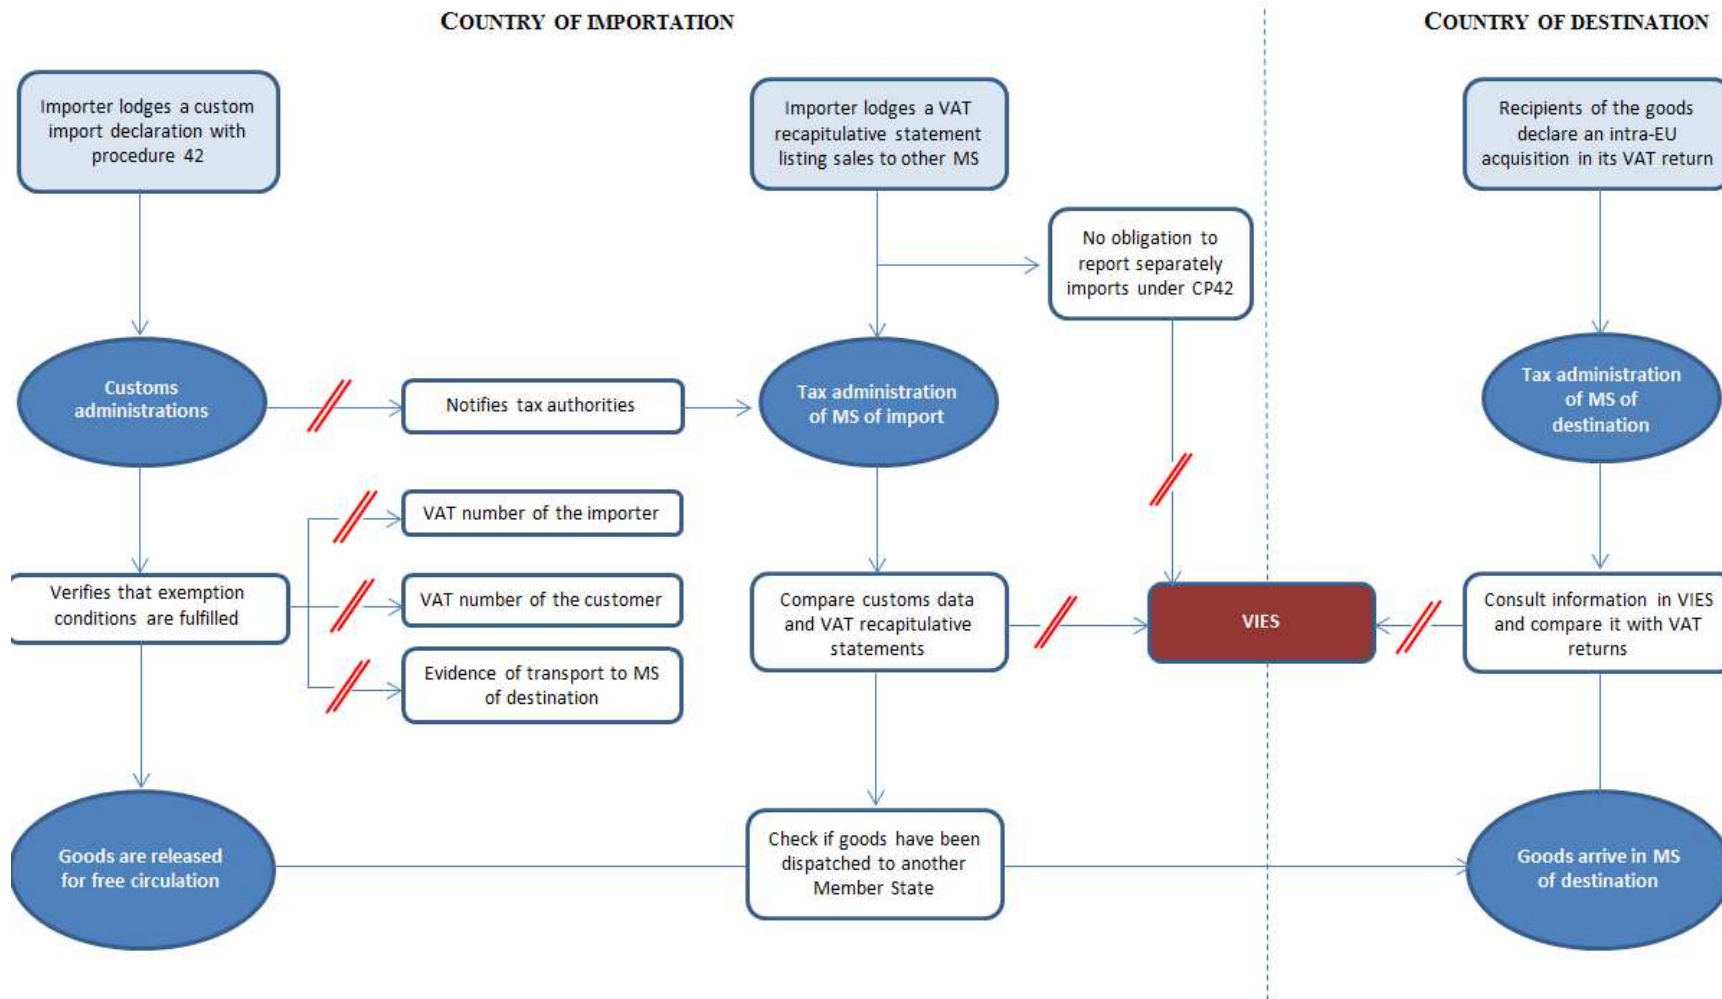 COUNTRY OF IMPORTATION
COUNTRY OF DESTINATION
Importer lodges a custom
import declaration with
procedure 42
Importer lodges a VAT
recapitulative statement
listing sales to other MS
Recipients of the goods
declare an intra-EU
acquisition in its VAT return
No obligation to
report separately
imports under CP42
Customs
administrations
Notifies tax authorities
Tax administration
of MS of import
Tax administration
of MS of
destination
VAT number of the importer
Verifies that exemption
conditions are fulfilled
VAT number of the customer
Evidence of transport to MS
of destination
Compare customs data
and VAT recapitulative
statements
VIES
Consult information in VIES
and compare it with VAT
returns
Goods are released
for free circulation
Check if goods have been
dispatched to another
Member State
Goods arrive in MS
of destination